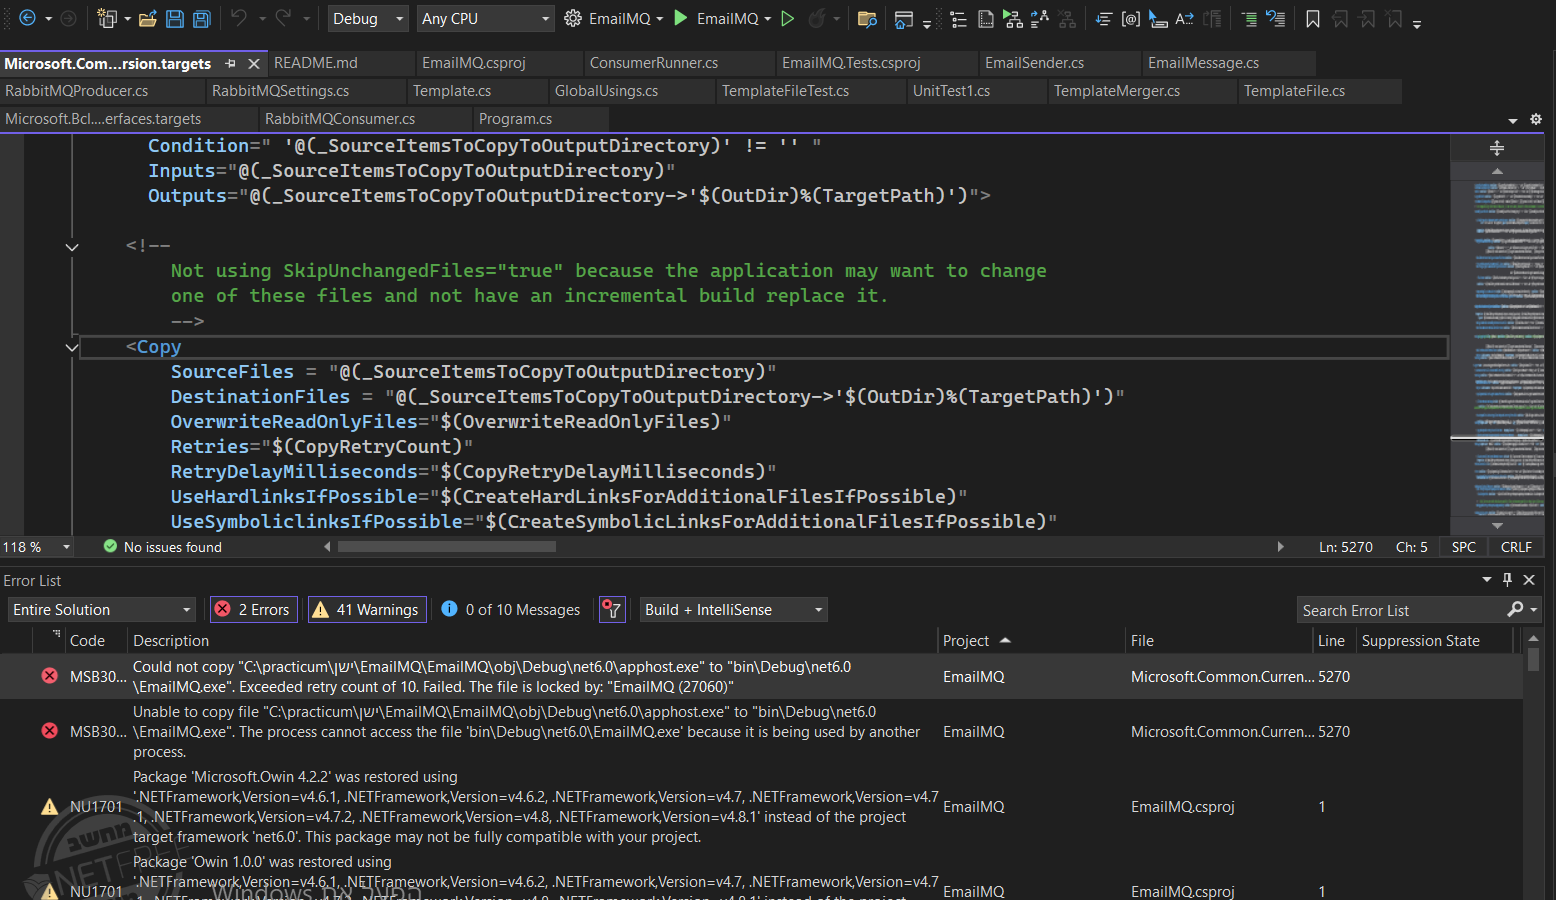 Debug
Any CPU
EmailMQ
EmailMQ
Microsoft.Com...rsion.targets
README.md
EmailMQ.csproj
ConsumerRunner.cs
EmailMQ.Tests.csproj
EmailSender.cs
EmailMessage.cs
RabbitMQProducer.cs
RabbitMQSettings.cs
Template.cs
GlobalUsings.cs
TemplateFileTest.cs
UnitTest1.cs
TemplateMerger.cs
TemplateFile.cs
Microsoft.Bcl....erfaces.targets
RabbitMQConsumer.cs
Program.cs
Condition=" '@(_SourceItemsToCopyToOutputDirectory)' != '' "
Inputs="@(_SourceItemsToCopyToOutputDirectory)"
Outputs="@(_SourceItemsToCopyToOutputDirectory->'$(OutDir)%(TargetPath)')">
<!--
Not using SkipUnchangedFiles="true" because the application may want to change
one of these files and not have an incremental build replace it.
-->
<Copy
SourceFiles = "@(_SourceItemsToCopyToOutputDirectory)"
DestinationFiles = "@(_SourceItemsToCopyToOutputDirectory->'$(OutDir)%(TargetPath)')"
OverwriteReadOnlyFiles="$(OverwriteReadOnlyFiles)"
Retries="$(CopyRetryCount)"
RetryDelayMilliseconds="$(CopyRetryDelayMilliseconds)"
UseHardlinksIfPossible="$(CreateHardLinksForAdditionalFilesIfPossible)"
UseSymboliclinksIfPossible="$(CreateSymbolicLinksForAdditionalFilesIfPossible)"
118 %
No issues found
Ln: 5270
Ch: 5
SPC
CRLF
Error List
Entire Solution
2 Errors
41 Warnings
0 of 10 Messages
Build + IntelliSense
Search Error List
Code
Description
Project
File
Line
Suppression State
MSB30...
Could not copy "C:\practicum\ישן\EmailMQ\EmailMQ\obj\Debug\net6.0\apphost.exe" to "bin\Debug\net6.0
\EmailMQ.exe". Exceeded retry count of 10. Failed. The file is locked by: "EmailMQ (27060)"
EmailMQ
Microsoft.Common.Curren...
5270
MSB30...
Unable to copy file "C:\practicum\ישן\EmailMQ\EmailMQ\obj\Debug\net6.0\apphost.exe" to "bin\Debug\net6.0
\EmailMQ.exe". The process cannot access the file 'bin\Debug\net6.0\EmailMQ.exe' because it is being used by another
process.
EmailMQ
Microsoft.Common.Curren...
5270
NU1701
Package 'Microsoft.Owin 4.2.2' was restored using
'.NETFramework,Version=v4.6.1, .NETFramework,Version=v4.6.2, .NETFramework,Version=v4.7, .NETFramework,Version=v4.7
.1, .NETFramework,Version=v4.7.2, .NETFramework,Version=v4.8, .NETFramework,Version=v4.8.1' instead of the project
target framework 'net6.0'. This package may not be fully compatible with your project.
EmailMQ
EmailMQ.csproj
1
NU1701
Package 'Owin 1.0.0' was restored using
'.NETFramework,Version=v4.6.1, .NETFramework,Version=v4.6.2, .NETFramework,Version=v4.7, .NETFramework,Version=v4.7
EmailMQ
EmailMQ.csproj
1
מחשב
NETFREE
הפעל את Windows